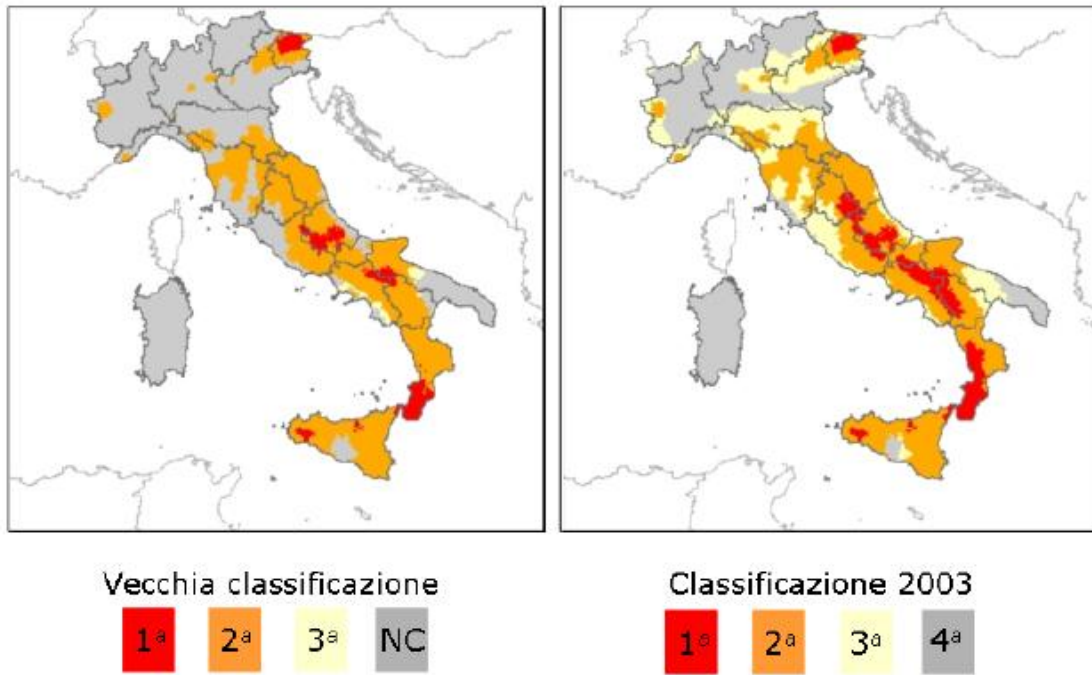 Vecchia classificazione
1ª 2ª 3ª NC
Classificazione 2003
1ª 2ª 3ª 4ª